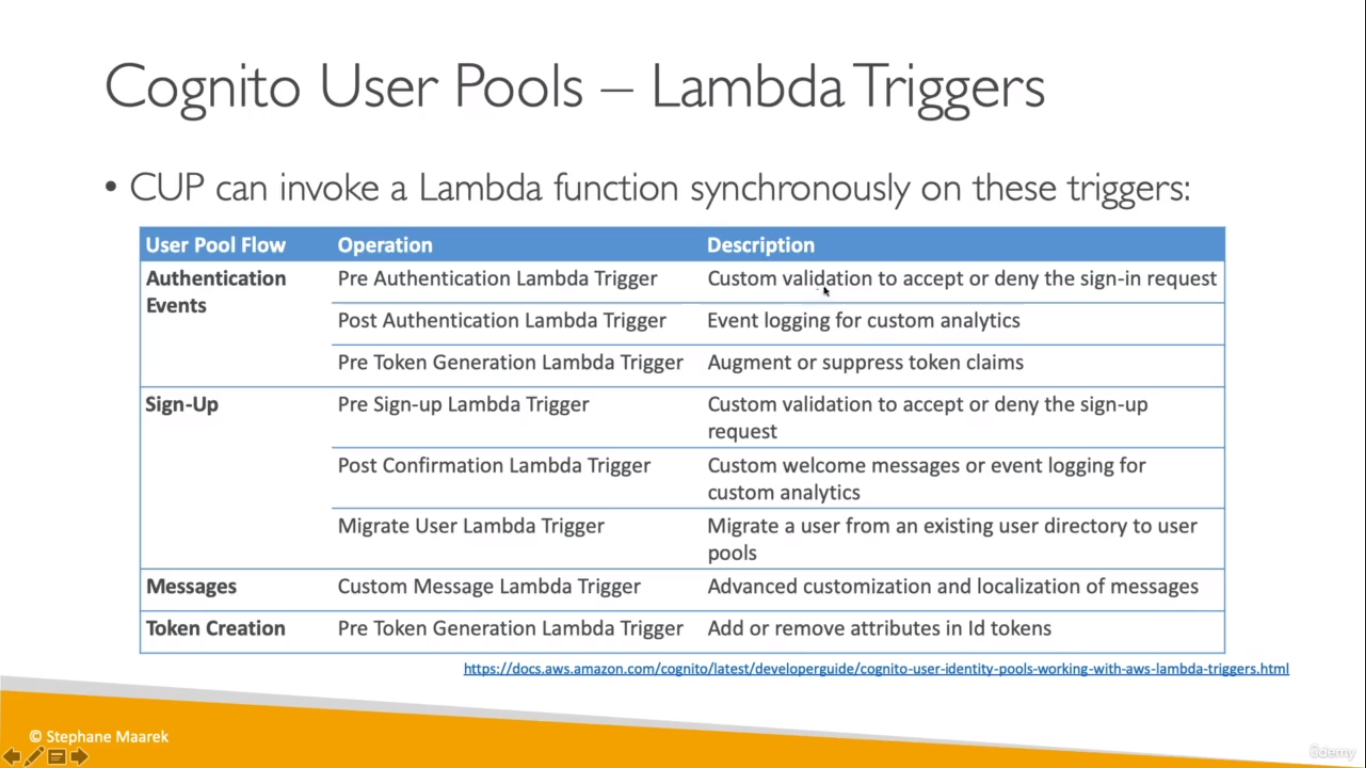 Cognito User Pools – Lambda Triggers
• CUP can invoke a Lambda function synchronously on these triggers:
User Pool Flow Operation Description
Authentication Events Pre Authentication Lambda Trigger Custom validation to accept or deny the sign-in request
Post Authentication Lambda Trigger Event logging for custom analytics
Pre Token Generation Lambda Trigger Augment or suppress token claims
Sign-Up Pre Sign-up Lambda Trigger Custom validation to accept or deny the sign-up
request
Post Confirmation Lambda Trigger Custom welcome messages or event logging for
custom analytics
Migrate User Lambda Trigger Migrate a user from an existing user directory to user
pools
Messages Custom Message Lambda Trigger Advanced customization and localization of messages
Token Creation Pre Token Generation Lambda Trigger Add or remove attributes in Id tokens
https://docs.aws.amazon.com/cognito/latest/developerguide/cognito-user-identity-pools-working-with-aws-lambda-triggers.html
© Stephane Maarek
ûdemy